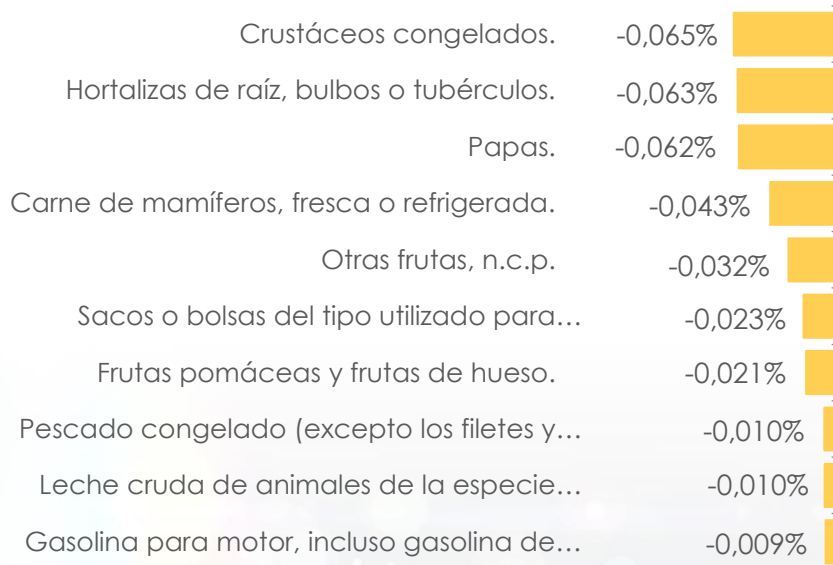 Crustáceos congelados. -0,065%
Hortalizas de raíz, bulbos o tubérculos. -0,063%
Papas. -0,062%
Carne de mamíferos, fresca o refrigerada. -0,043%
Otras frutas, n.c.p. -0,032%
Sacos o bolsas del tipo utilizado para… -0,023%
Frutas pomáceas y frutas de hueso. -0,021%
Pescado congelado (excepto los filetes y… -0,010%
Leche cruda de animales de la especie… -0,010%
Gasolina para motor, incluso gasolina de… -0,009%